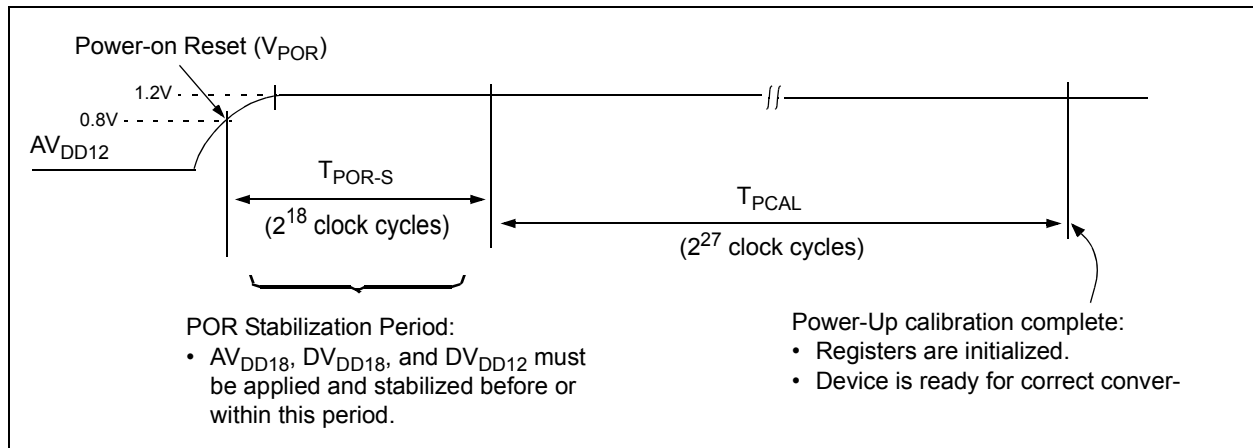 Power-on Reset (VPOR)
1.2V
0.8V
AVDD12
TPOR-S
(2^18 clock cycles)
TPCAL
(2^27 clock cycles)
POR Stabilization Period:
• AVDD18, DVDD18, and DVDD12 must
be applied and stabilized before or
within this period.
Power-Up calibration complete:
• Registers are initialized.
• Device is ready for correct conver-